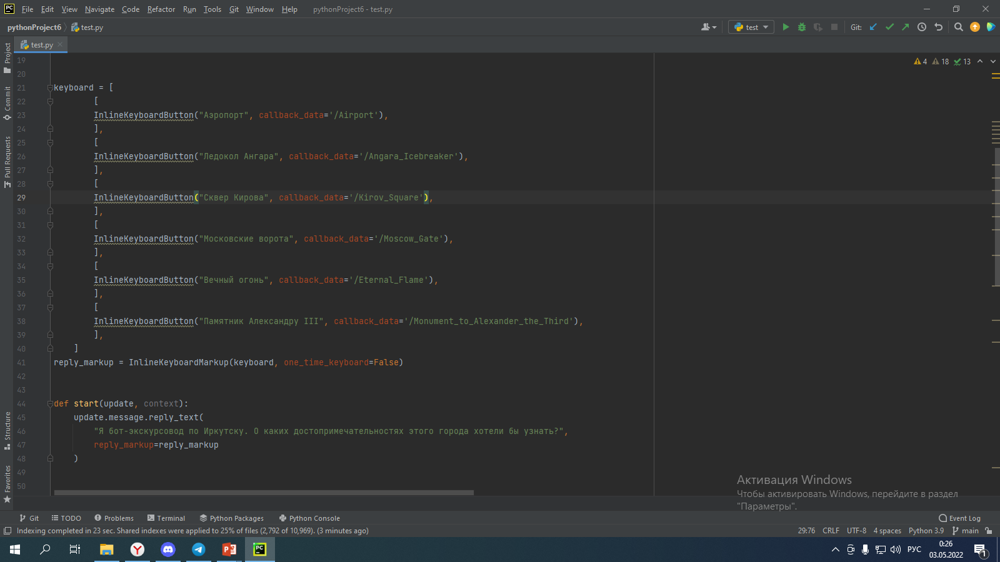 PC File Edit View Navigate Code Refactor Run Tools Git Window Help pythonProject6 - test.py
pythonProject6 test.py test Git:
test.py
4 18 13
Project
Commit
Pull Requests
Structure
Favorites
19
20
21 keyboard = [
22 [
23 InlineKeyboardButton("Аэропорт", callback_data='/Airport'),
24 ],
25 [
26 InlineKeyboardButton("Ледокол Ангара", callback_data='/Angara_Icebreaker'),
27 ],
28 [
29 InlineKeyboardButton("Сквер Кирова", callback_data='/Kirov_Square'),
30 ],
31 [
32 InlineKeyboardButton("Московские ворота", callback_data='/Moscow_Gate'),
33 ],
34 [
35 InlineKeyboardButton("Вечный огонь", callback_data='/Eternal_Flame'),
36 ],
37 [
38 InlineKeyboardButton("Памятник Александру III", callback_data='/Monument_to_Alexander_the_Third'),
39 ],
40 ]
41 reply_markup = InlineKeyboardMarkup(keyboard, one_time_keyboard=False)
42
43
44 def start(update, context):
45 update.message.reply_text(
46 "Я бот-экскурсовод по Иркутску. О каких достопримечательностях этого города хотели бы узнать?",
47 reply_markup=reply_markup
48 )
49
50
Активация Windows
Чтобы активировать Windows, перейдите в раздел
"Параметры".
Git TODO Problems Terminal Python Packages Python Console Event Log
Indexing completed in 23 sec. Shared indexes were applied to 25% of files (2,792 of 10,969). (3 minutes ago) 29:76 CRLF UTF-8 4 spaces Python 3.9 main
PC РУС 0:26
03.05.2022 1